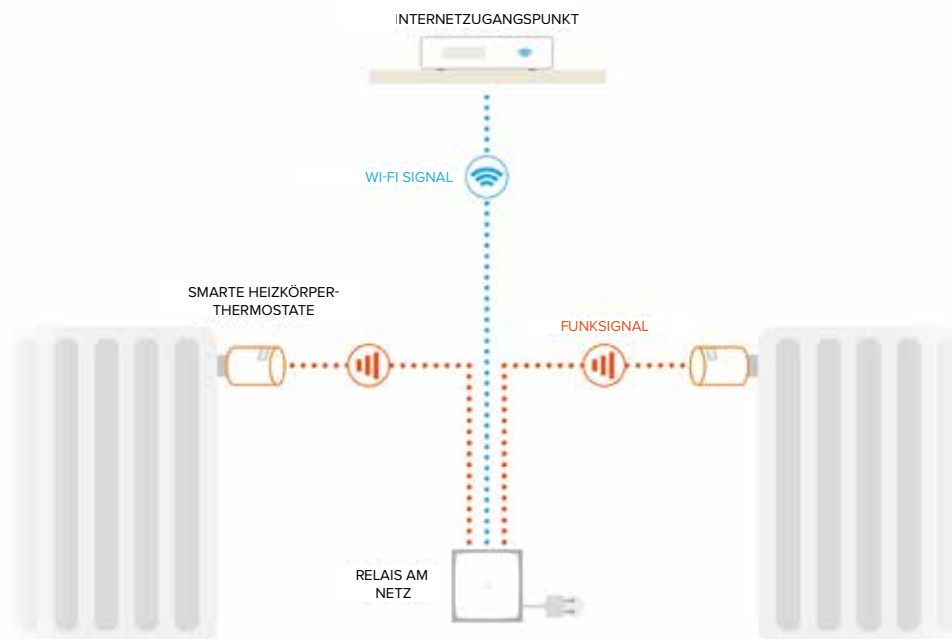 INTERNETZUGANGSPUNKT
WI-FI SIGNAL
SMARTE HEIZKÖRPER-
THERMOSTATE
FUNKSIGNAL
RELAIS AM
NETZ